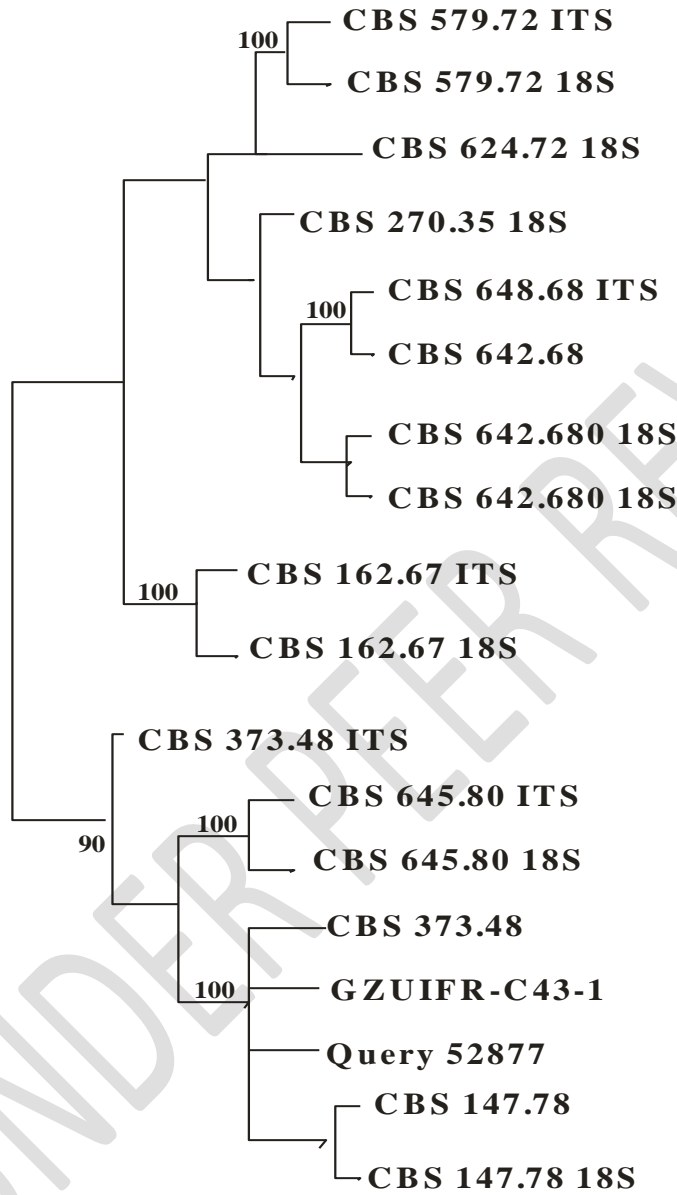 100
CBS 579.72 ITS
CBS 579.72 18S
CBS 624.72 18S
CBS 270.35 18S
100
CBS 648.68 ITS
CBS 642.68
CBS 642.680 18S
CBS 642.680 18S
100
CBS 162.67 ITS
CBS 162.67 18S
CBS 373.48 ITS
90
100
CBS 645.80 ITS
CBS 645.80 18S
CBS 373.48
100
GZUIFR-C43-1
Query 52877
CBS 147.78
CBS 147.78 18S
NDER PEER RE